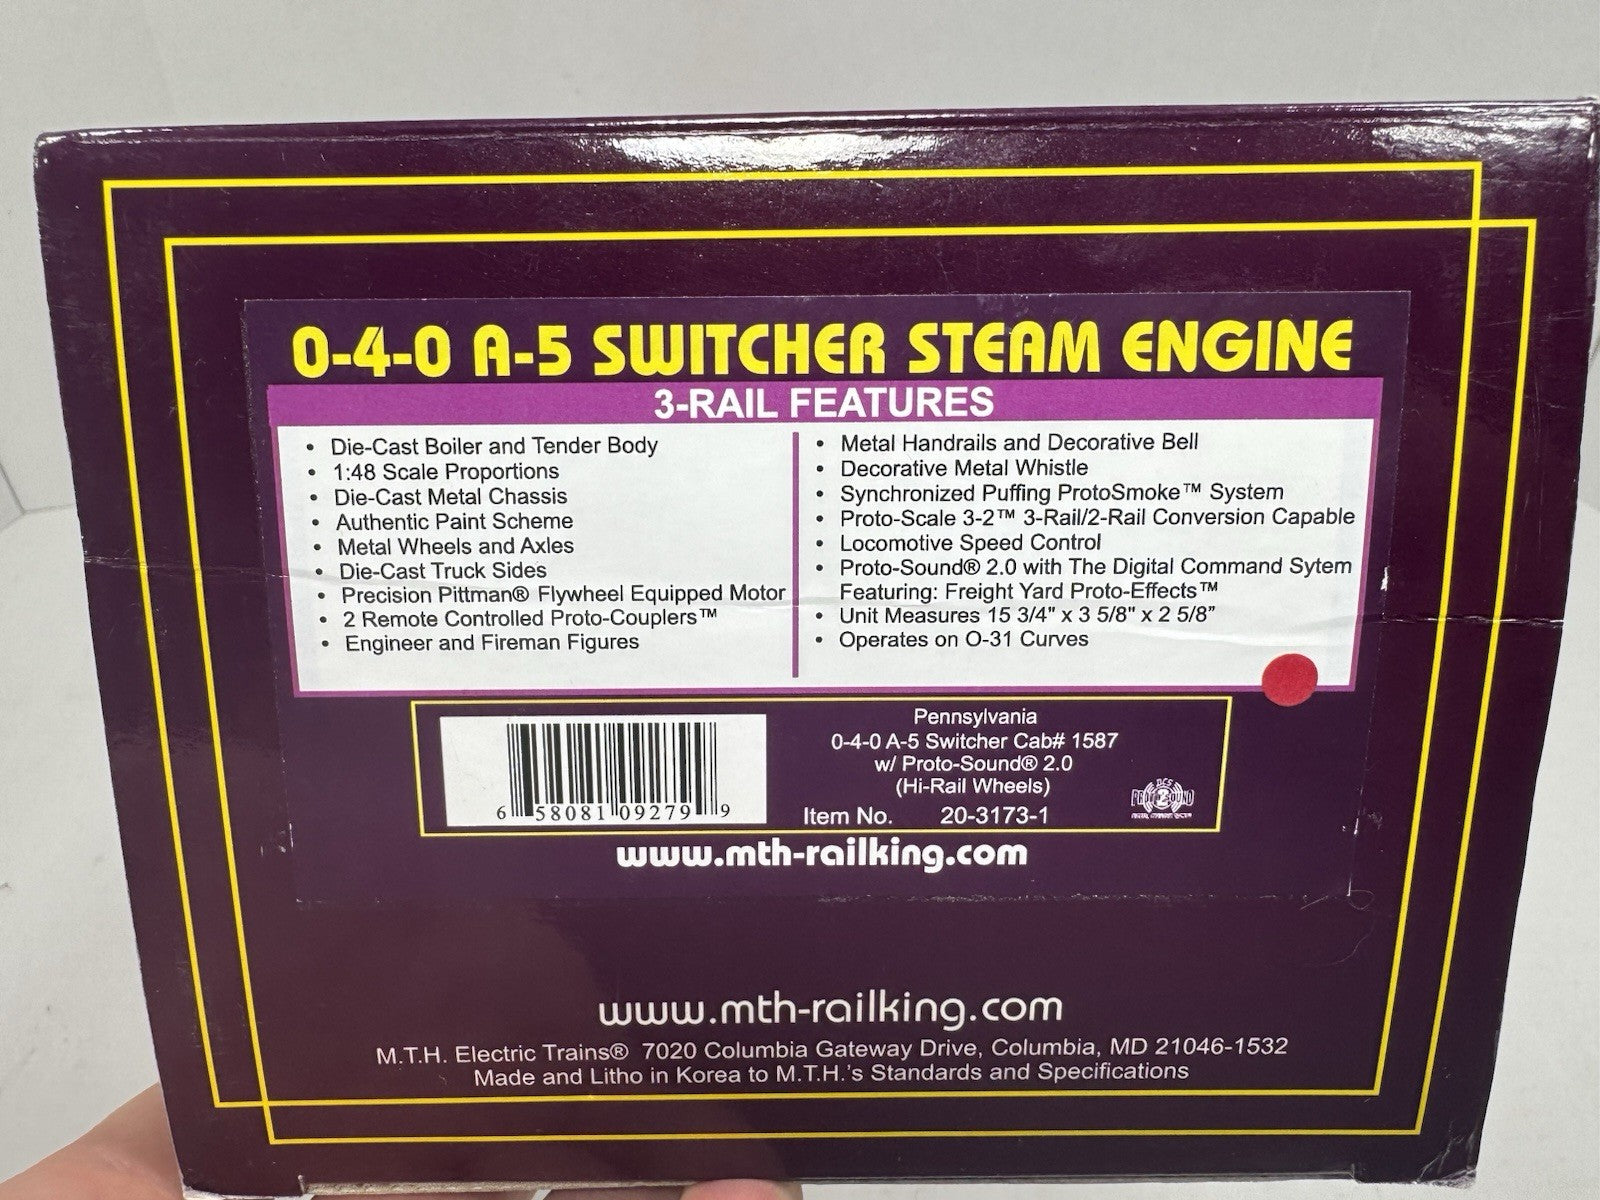 0-4-0 A-5 SWITCHER STEAM ENGINE
3-RAIL FEATURES
• Die-Cast Boiler and Tender Body
• 1:48 Scale Proportions
• Die-Cast Metal Chassis
• Authentic Paint Scheme
• Metal Wheels and Axles
• Die-Cast Truck Sides
• Precision Pittman® Flywheel Equipped Motor
• 2 Remote Controlled Proto-Couplers™
• Engineer and Fireman Figures
• Metal Handrails and Decorative Bell
• Decorative Metal Whistle
• Synchronized Puffing ProtoSmoke™ System
• Proto-Scale 3-2™ 3-Rail/2-Rail Conversion Capable
• Locomotive Speed Control
• Proto-Sound® 2.0 with The Digital Command Sytem
Featuring: Freight Yard Proto-Effects™
• Unit Measures 15 3/4" x 3 5/8" x 2 5/8”
• Operates on O-31 Curves
6 58081 09279 9
Pennsylvania
0-4-0 A-5 Switcher Cab# 1587
w/ Proto-Sound® 2.0
(Hi-Rail Wheels)
Item No. 20-3173-1
DCS
PROTO SOUND
2
www.mth-railking.com
www.mth-railking.com
M.T.H. Electric Trains® 7020 Columbia Gateway Drive, Columbia, MD 21046-1532
Made and Litho in Korea to M.T.H.'s Standards and Specifications